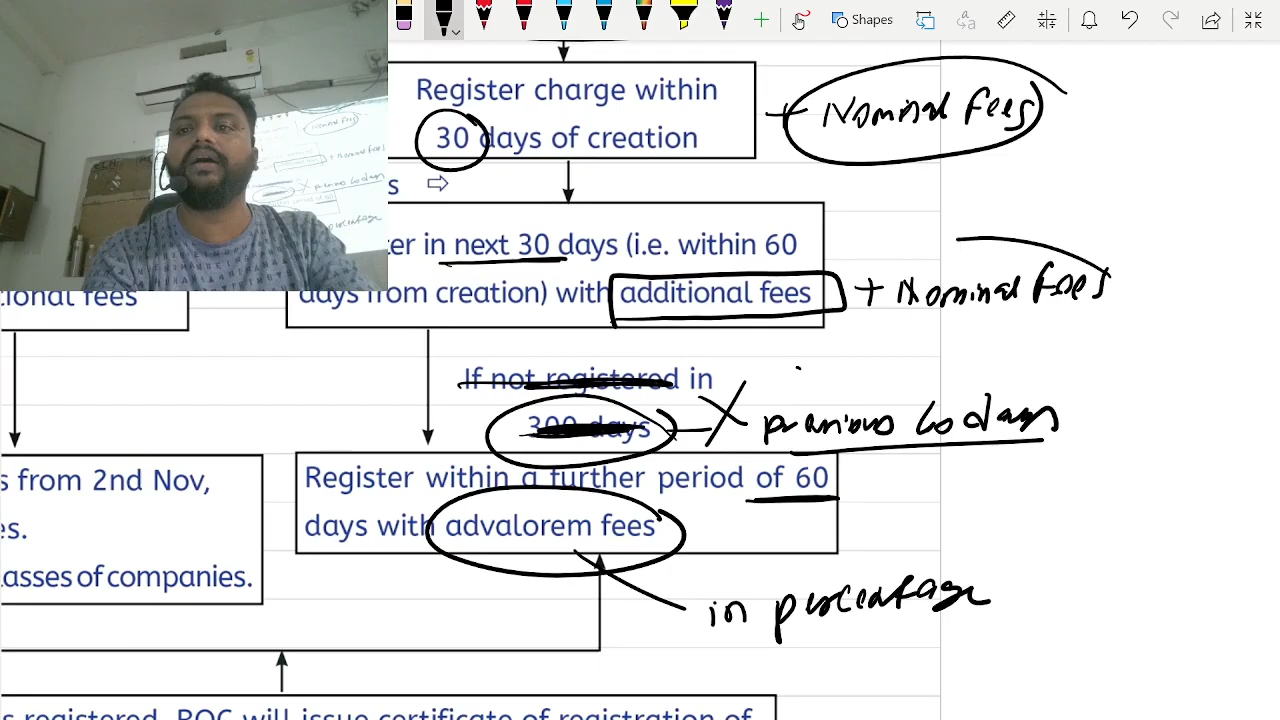 Shapes
Register charge within
30 days of creation
+ Nominal fees
s
ter in next 30 days (i.e. within 60
days from creation) with additional fees
+ Nominal fees
tional fees
If not registered in
300 days
X previous 60 days
s from 2nd Nov,
es.
lasses of companies.
Register within a further period of 60
days with advalorem fees
in percentage
s registered, ROC will issue certificate of registration of